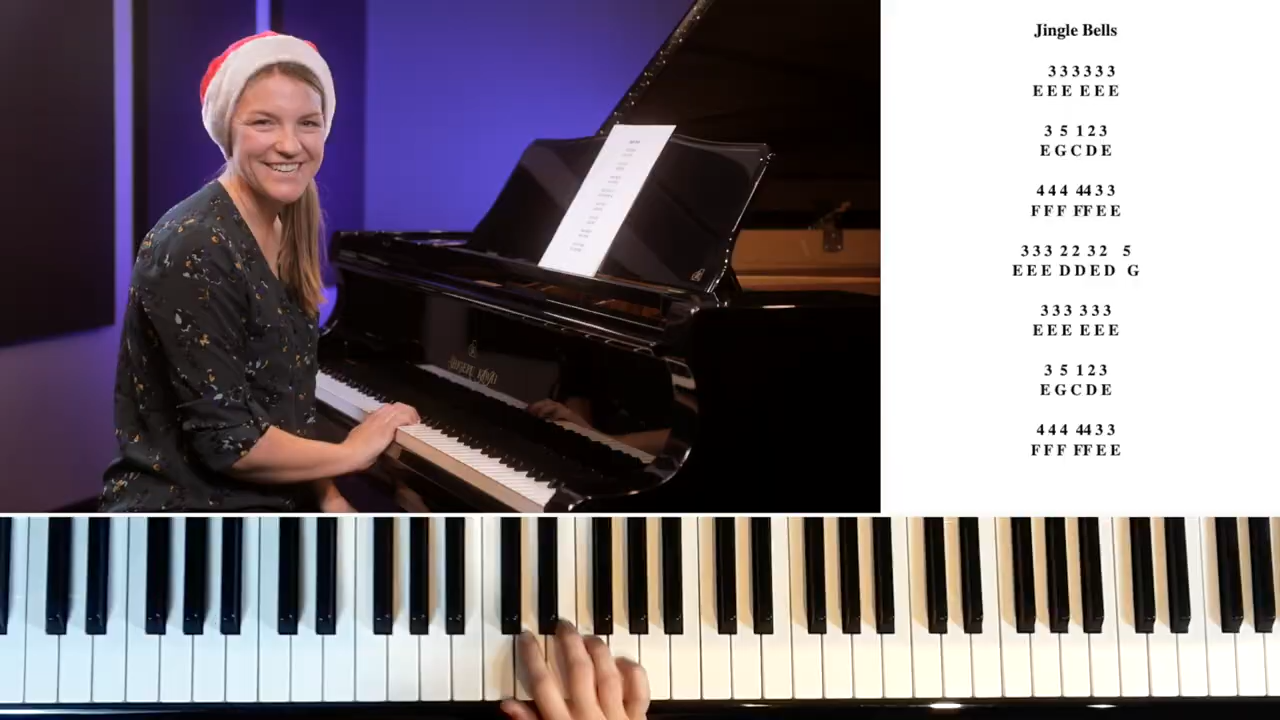 Jingle Bells
3 3 3 3 3 3
E E E E E E
3 5 1 2 3
E G C D E
4 4 4 4 4 3 3
F F F F F E E
3 3 3 2 2 3 2 5
E E E D D E D G
3 3 3 3 3 3
E E E E E E
3 5 1 2 3
E G C D E
4 4 4 4 4 3 3
F F F F F E E